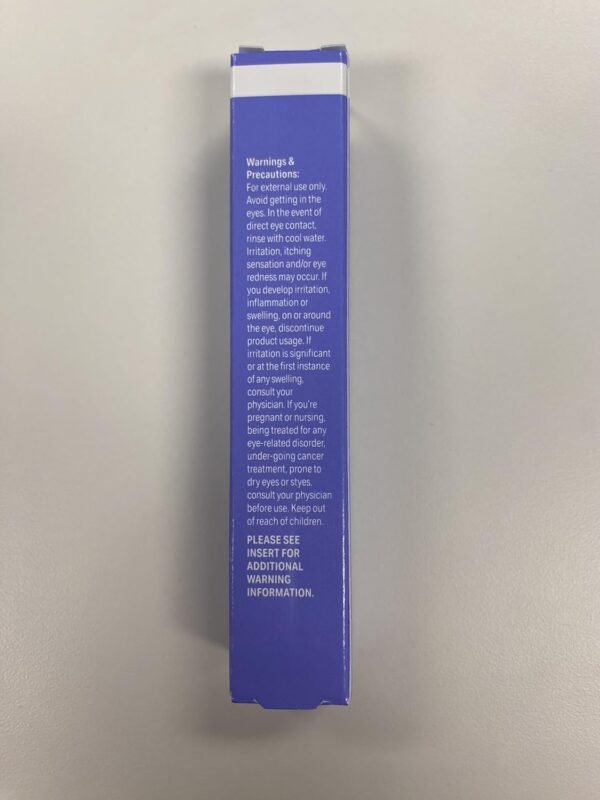 Warnings &
Precautions:
For external use only.
Avoid getting in the
eyes. In the event of
direct eye contact,
rinse with cool water.
Irritation, itching
sensation and/or eye
redness may occur. If
you develop irritation,
inflammation or
swelling, on or around
the eye, discontinue
product usage. If
irritation is significant
or at the first instance
of any swelling,
consult your
physician. If you're
pregnant or nursing,
being treated for any
eye-related disorder,
under-going cancer
treatment, prone to
dry eyes or styes,
consult your physician
before use. Keep out
of reach of children.
PLEASE SEE
INSERT FOR
ADDITIONAL
WARNING
INFORMATION.